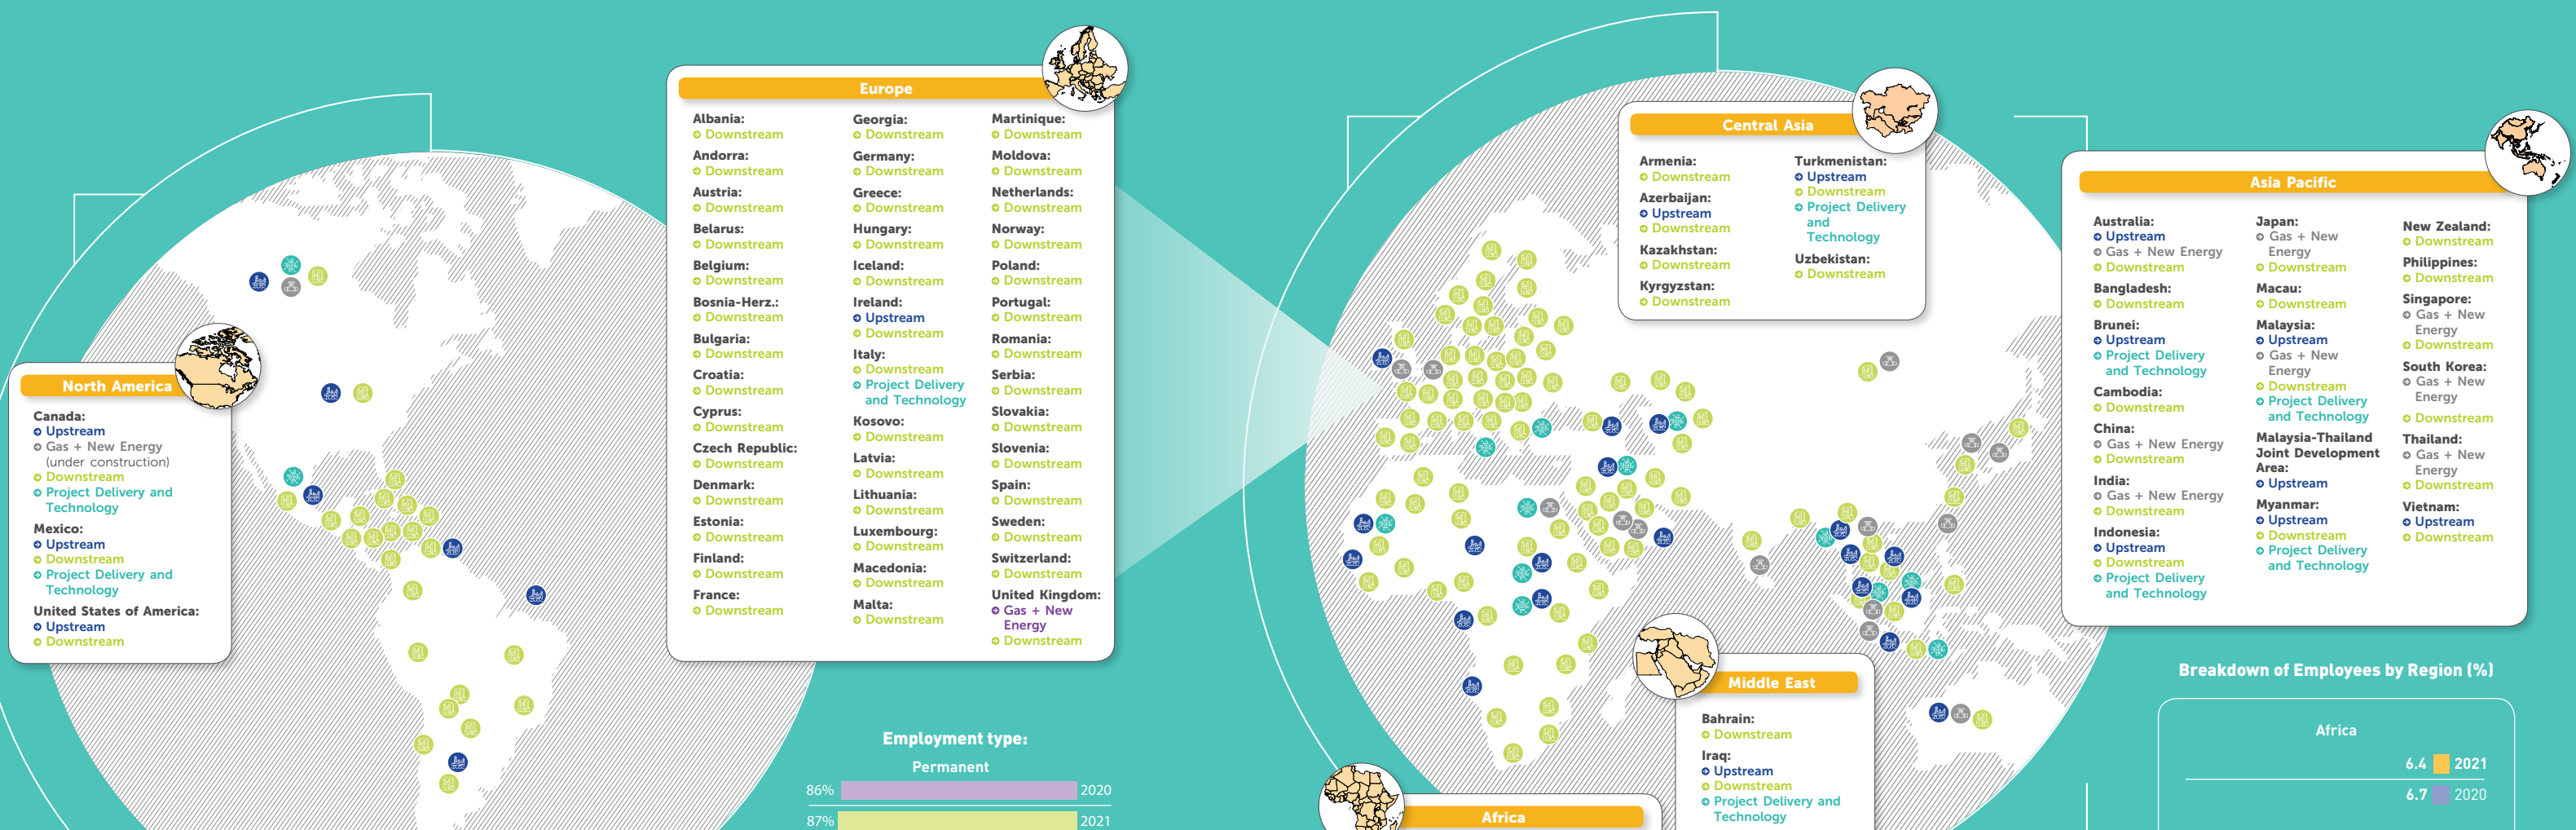 North America
Canada:
Upstream
Gas + New Energy
(under construction)
Downstream
Project Delivery and
Technology
Mexico:
Upstream
Downstream
Project Delivery and
Technology
United States of America:
Upstream
Downstream
Europe
Albania:
Downstream
Andorra:
Downstream
Austria:
Downstream
Belarus:
Downstream
Belgium:
Downstream
Bosnia-Herz.:
Downstream
Bulgaria:
Downstream
Croatia:
Downstream
Cyprus:
Downstream
Czech Republic:
Downstream
Denmark:
Downstream
Estonia:
Downstream
Finland:
Downstream
France:
Downstream
Georgia:
Downstream
Germany:
Downstream
Greece:
Downstream
Hungary:
Downstream
Iceland:
Downstream
Ireland:
Upstream
Downstream
Italy:
Downstream
Project Delivery
and Technology
Kosovo:
Downstream
Latvia:
Downstream
Lithuania:
Downstream
Luxembourg:
Downstream
Macedonia:
Downstream
Malta:
Downstream
Martinique:
Downstream
Moldova:
Downstream
Netherlands:
Downstream
Norway:
Downstream
Poland:
Downstream
Portugal:
Downstream
Romania:
Downstream
Serbia:
Downstream
Slovakia:
Downstream
Slovenia:
Downstream
Spain:
Downstream
Sweden:
Downstream
Switzerland:
Downstream
United Kingdom:
Gas + New
Energy
Downstream
Employment type:
Permanent
86% 2020
87% 2021
Central Asia
Armenia:
Downstream
Azerbaijan:
Upstream
Downstream
Kazakhstan:
Downstream
Kyrgyzstan:
Downstream
Turkmenistan:
Upstream
Downstream
Project Delivery
and
Technology
Uzbekistan:
Downstream
Asia Pacific
Australia:
Upstream
Gas + New Energy
Downstream
Bangladesh:
Downstream
Brunei:
Upstream
Project Delivery
and Technology
Cambodia:
Downstream
China:
Gas + New Energy
Downstream
India:
Gas + New Energy
Downstream
Indonesia:
Upstream
Downstream
Project Delivery
and Technology
Japan:
Gas + New
Energy
Downstream
Macau:
Downstream
Malaysia:
Upstream
Gas + New
Energy
Downstream
Project Delivery
and Technology
Malaysia-Thailand
Joint Development
Area:
Upstream
Myanmar:
Upstream
Downstream
Project Delivery
and Technology
New Zealand:
Downstream
Philippines:
Downstream
Singapore:
Gas + New
Energy
Downstream
South Korea:
Gas + New
Energy
Downstream
Thailand:
Gas + New
Energy
Downstream
Vietnam:
Upstream
Downstream
Middle East
Bahrain:
Downstream
Iraq:
Upstream
Downstream
Project Delivery and
Technology
Africa
Breakdown of Employees by Region (%)
Africa
6.4 2021
6.7 2020